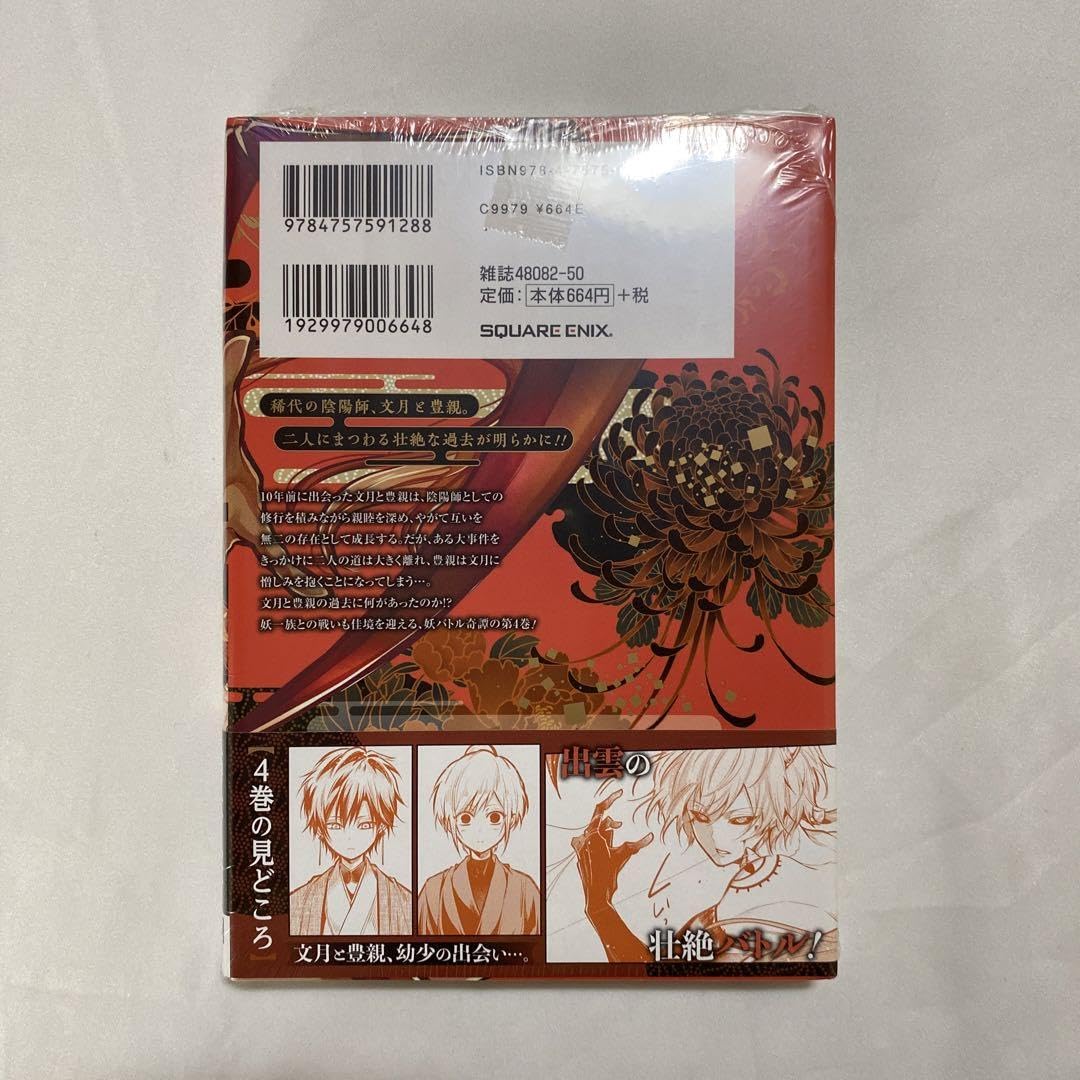 ISBN978-4-7575
9784757591288
C9979 ¥664E
雑誌48082-50
定価：本体664円+税
1929979006648
SQUARE ENIX®
稀代の陰陽師、文月と豊親。
二人にまつわる壮絶な過去が明らかに!!
10年前に出会った文月と豊親は、陰陽師としての
修行を積みながら親睦を深め、やがて互いを
無二の存在として成長する。だが、ある大事件を
きっかけに二人の道は大きく離れ、豊親は文月に
憎しみを抱くことになってしまう…。
文月と豊親の過去に何があったのか!?
妖一族との戦いも佳境を迎える、妖バトル奇譚の第4巻!
【4巻の見どころ】
文月と豊親、幼少の出会い…。
出雲の
壮絶バトル!